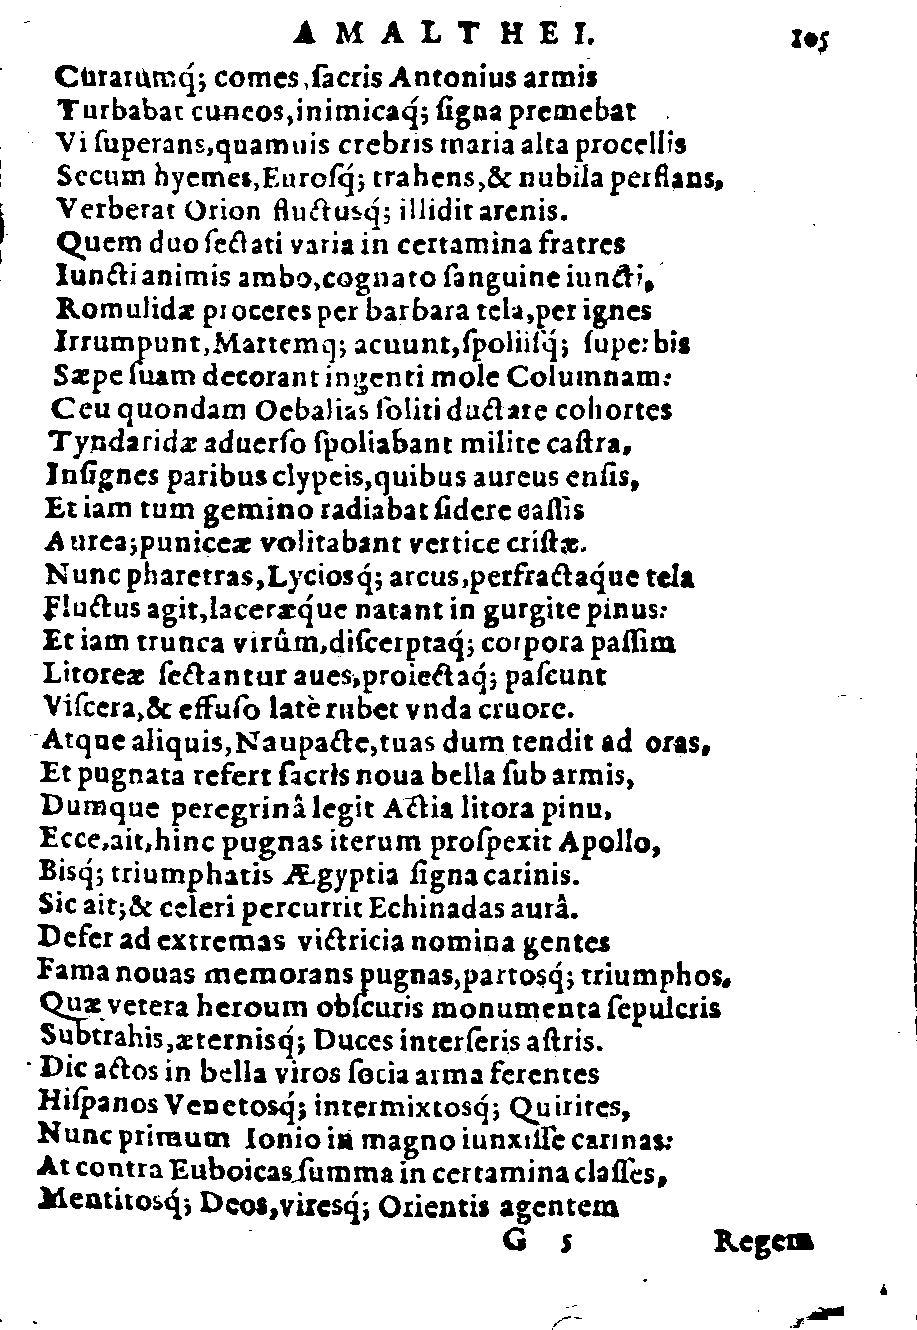 AMALTHEI. 105
Curarumq́; comes, ſacris Antonius armis
Turbabat cuneos, inimicaq́; ſigna premebat
Vi ſuperans, quamuis crebris maria alta procellis
Secum hyemes, Euroſq́; trahens, & nubila perflans,
Verberat Orion fluctusq́; illidit arenis.
Quem duo ſectati varia in certamina fratres
Iuncti animis ambo, cognato ſanguine iuncti,
Romulidæ proceres per barbara tela, per ignes
Irrumpunt, Martemq; acuunt, ſpoliiſq́; ſuperbis
Sæpe ſuam decorant ingenti mole Columnam:
Ceu quondam Oebalias ſoliti ductare cohortes
Tyndaridæ aduerſo ſpoliabant milite caſtra,
Inſignes paribus clypeis, quibus aureus enſis,
Et iam tum gemino radiabat ſidere caſſis
Aurea; puniceæ volitabant vertice criſtæ.
Nunc pharetras, Lyciosq́; arcus, perfractaq́ue tela
Fluctus agit, laceræq́ue natant in gurgite pinus:
Et iam trunca virûm, diſcerptaq́; corpora paſſim
Litoreæ ſectantur aues, proiectaq́; paſcunt
Viſcera, & effuſo latè rubet vnda cruore.
Atque aliquis, Naupacte, tuas dum tendit ad oras,
Et pugnata refert ſacris noua bella ſub armis,
Dumque peregrinâ legit Actia litora pinu,
Ecce, ait, hinc pugnas iterum proſpexit Apollo,
Bisq́; triumphatis Ægyptia ſigna carinis.
Sic ait; & celeri percurrit Echinadas aurâ.
Defer ad extremas victricia nomina gentes
Fama nouas memorans pugnas, partosq́; triumphos,
Quæ vetera heroum obſcuris monumenta ſepulcris
Subtrahis, æternisq́; Duces interſeris aſtris.
Dic actos in bella viros ſocia arma ferentes
Hiſpanos Venetosq́; intermixtosq́; Quirites,
Nunc primum Ionio in magno iunxiſſe carinas:
At contra Euboicas ſumma in certamina claſſes,
Mentitosq́; Deos, viresq́; Orientis agentem
G 5 Regem